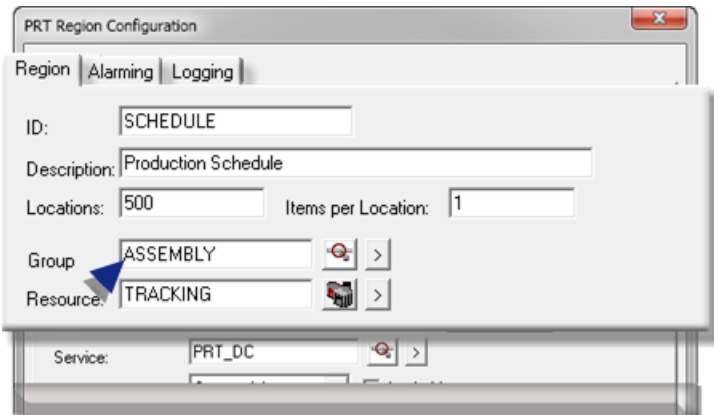 PRT Region Configuration
Region Alarming Logging
ID: SCHEDULE
Description: Production Schedule
Locations: 500 Items per Location: 1
Group ASSEMBLY >
Resource: TRACKING >
Service: PRT_DC >